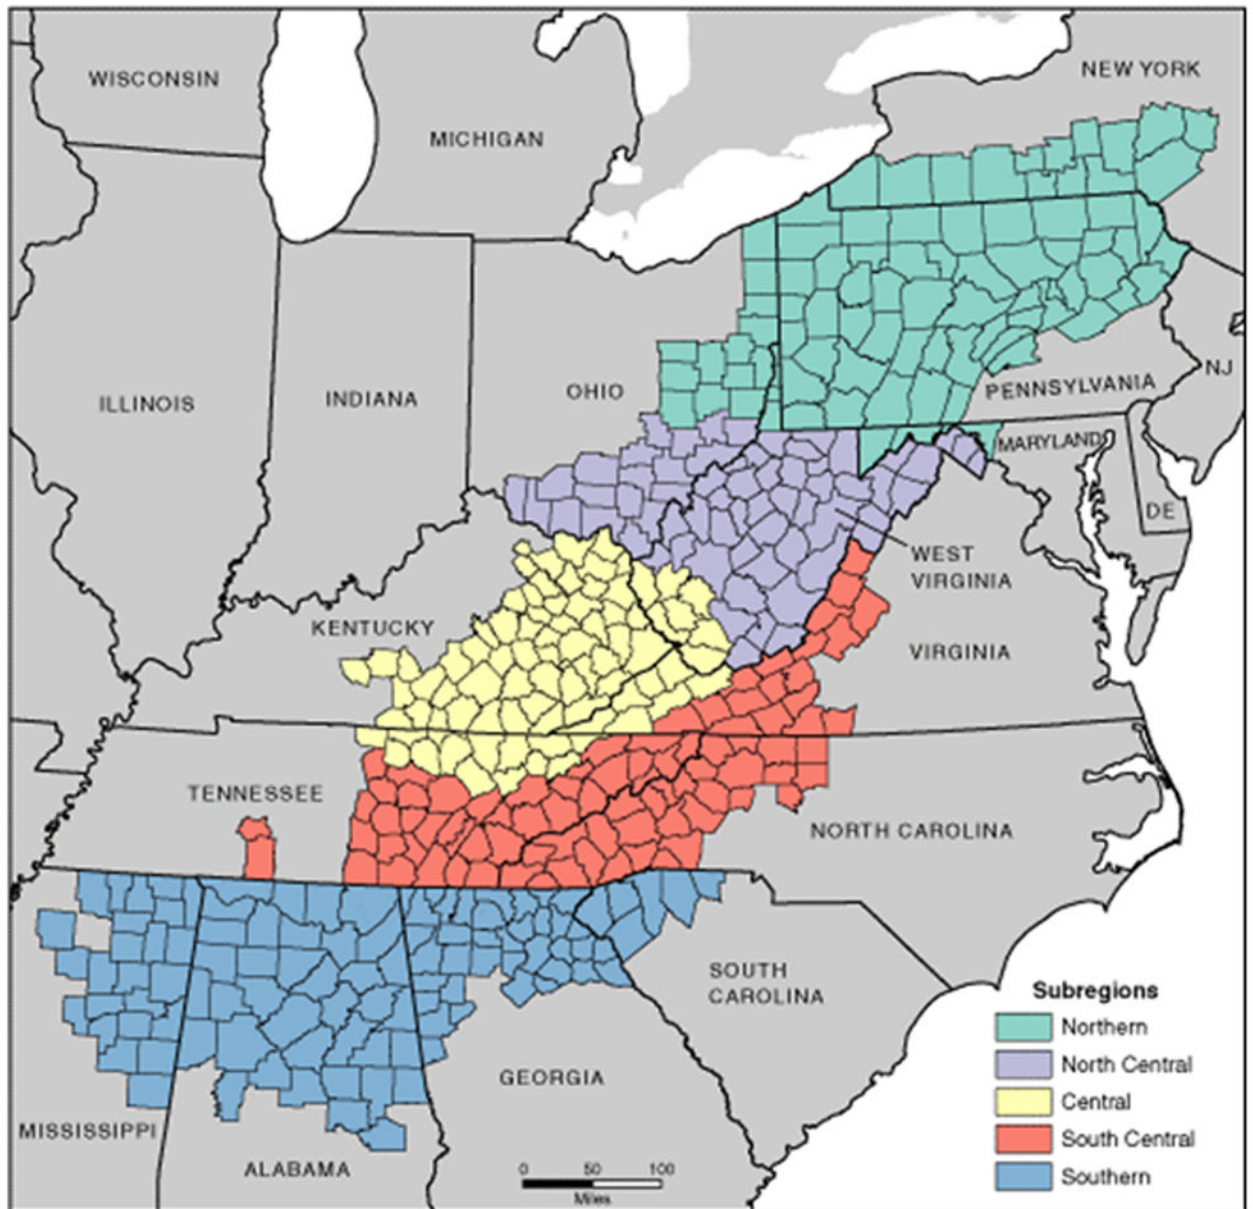 WISCONSIN
NEW YORK
MICHIGAN
ILLINOIS
INDIANA
OHIO
PENNSYLVANIA
NJ
MARYLAND
DE
WEST
VIRGINIA
KENTUCKY
VIRGINIA
TENNESSEE
NORTH CAROLINA
SOUTH
CAROLINA
GEORGIA
MISSISSIPPI
ALABAMA
Subregions
Northern
North Central
Central
South Central
Southern
0 50 100
Miles